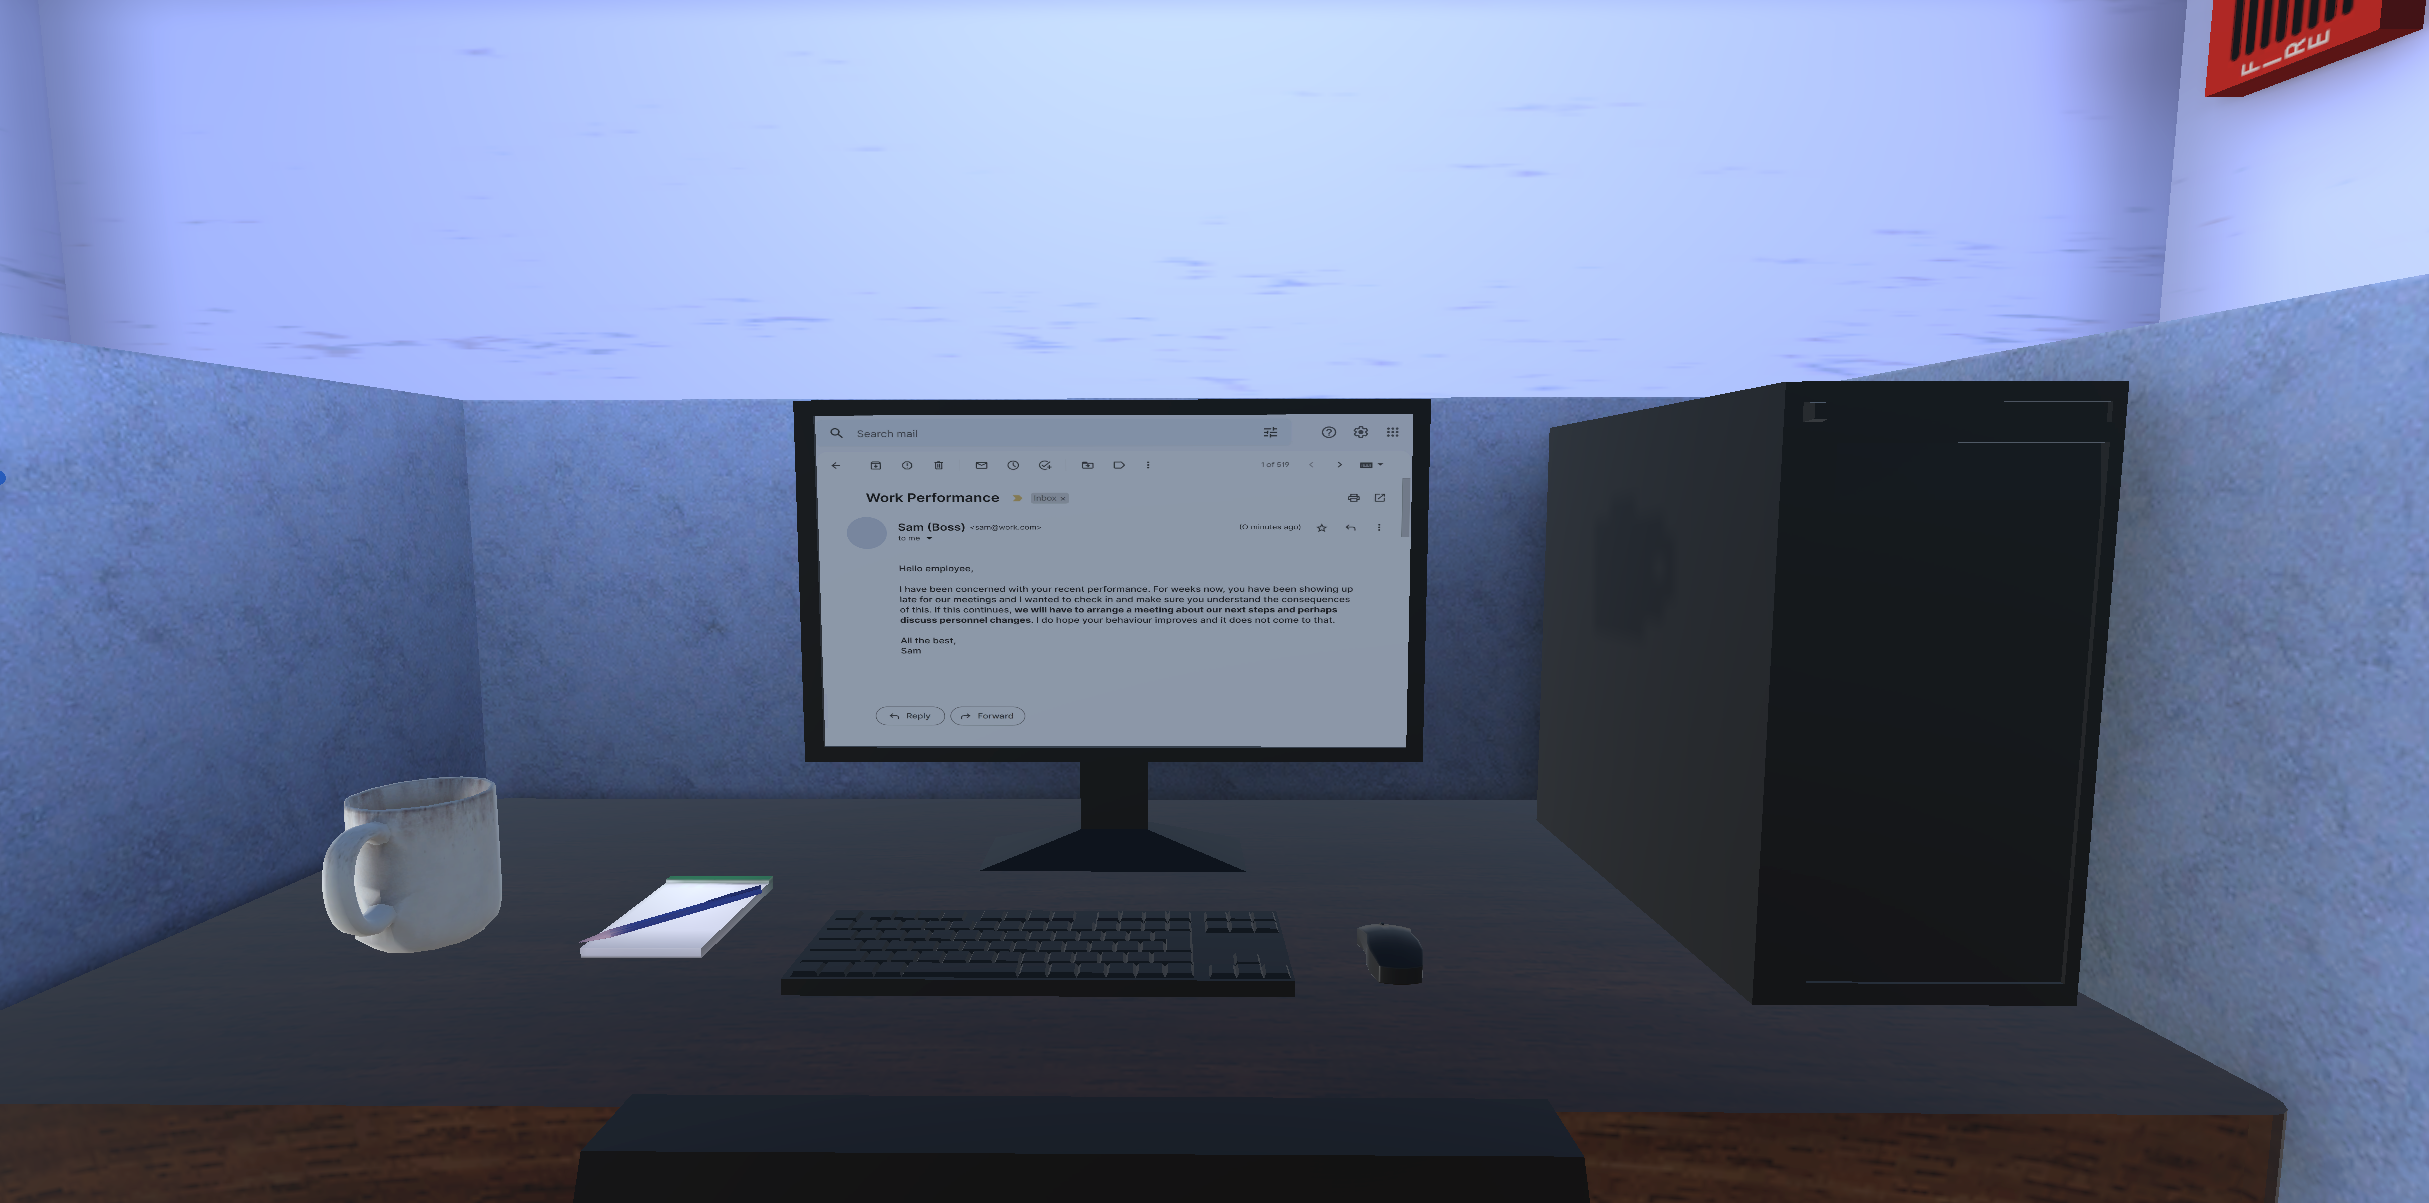 FIRE
Search mail
1 of 519
Work Performance
Inbox x
Sam (Boss) <sam@work.com>
(0 minutes ago)
to me
Hello employee,
I have been concerned with your recent performance. For weeks now, you have been showing up
late for our meetings and I wanted to check in and make sure you understand the consequences
of this. If this continues, we will have to arrange a meeting about our next steps and perhaps
discuss personnel changes. I do hope your behaviour improves and it does not come to that.
All the best,
Sam
Reply
Forward